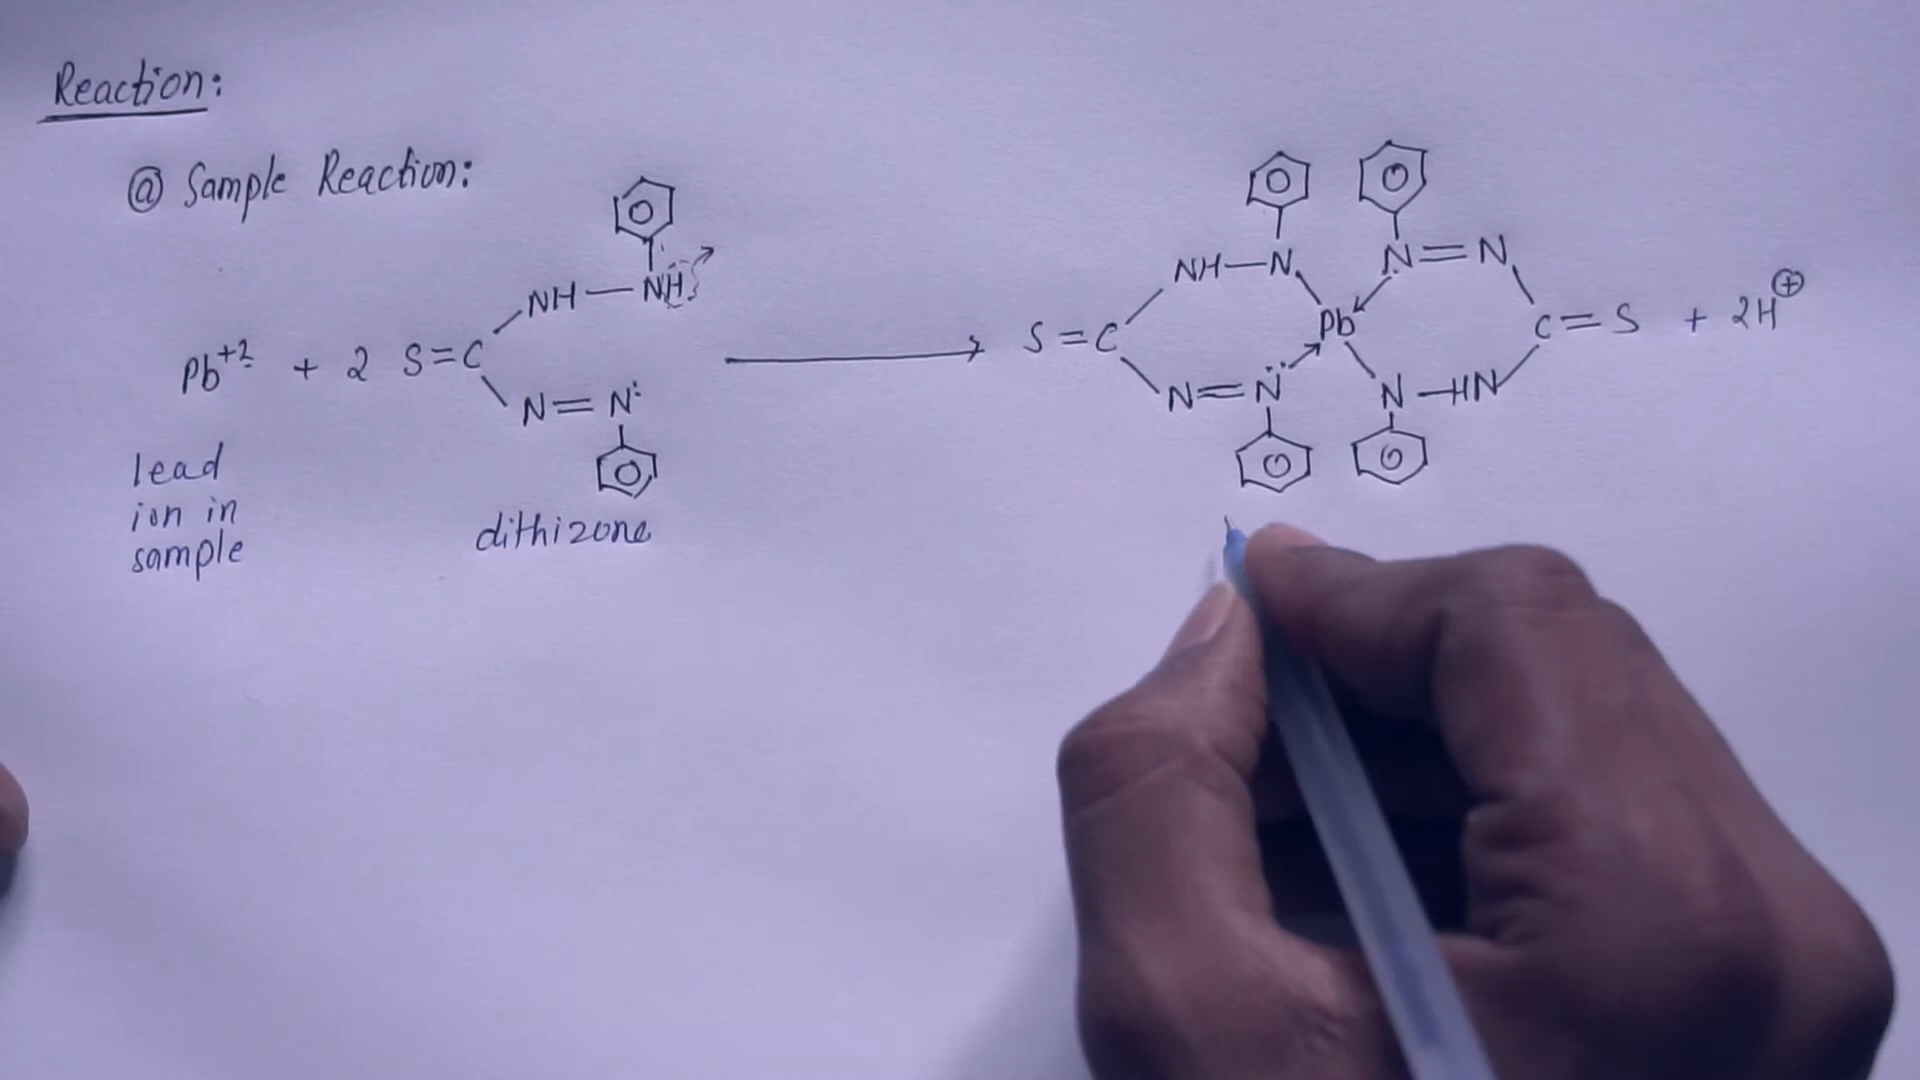 Reaction:
@ Sample Reaction:
NH — NH
Pb+2 + 2 S=C
N = N:
lead
ion in
sample
dithizone
NH — N
N = N
S = C
Pb
C = S + 2H⊕
N = N
N — HN